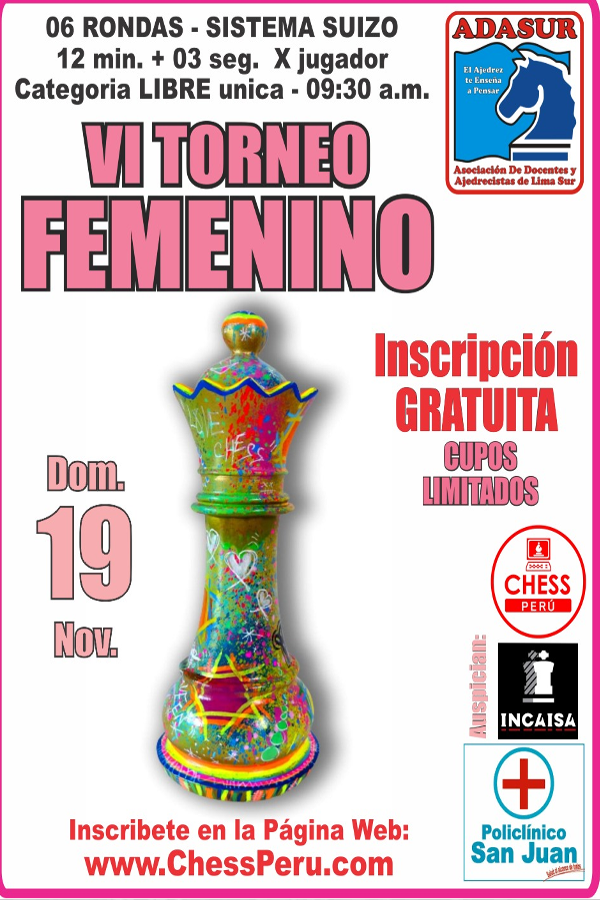 06 RONDAS - SISTEMA SUIZO
12 min. + 03 seg. X jugador
Categoria LIBRE unica - 09:30 a.m.
ADASUR
El Ajedrez
te Enseña
a Pensar
Asociación De Docentes y
Ajedrecistas de Lima Sur
VI TORNEO
FEMENINO
Inscripción
GRATUITA
CUPOS
LIMITADOS
Dom.
19
Nov.
LOVE
CHESS
CHESS
PERÚ
Auspician:
INCAISA
Policlínico
San Juan
Inscribete en la Página Web:
www.ChessPeru.com